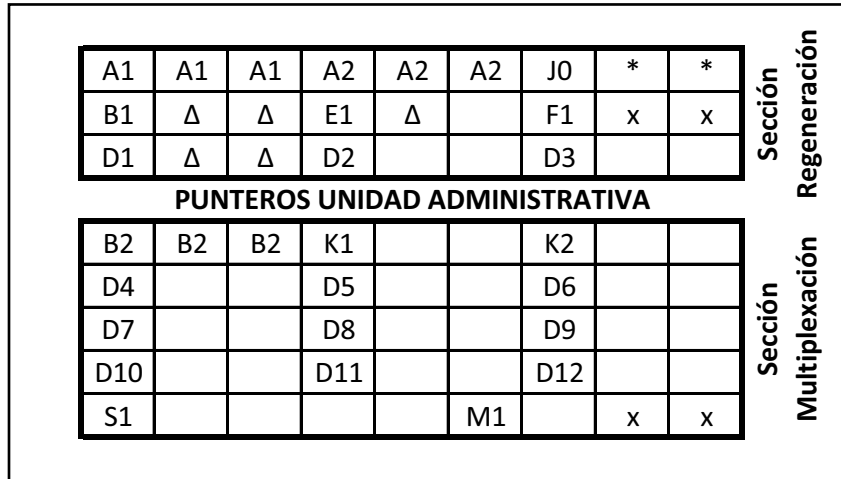 A1 A1 A1 A2 A2 A2 J0 * *
B1 Δ Δ E1 Δ F1 x x
D1 Δ Δ D2 D3
Sección
Regeneración
PUNTEROS UNIDAD ADMINISTRATIVA
B2 B2 B2 K1 K2
D4 D5 D6
D7 D8 D9
D10 D11 D12
S1 M1 x x
Sección
Multiplexación